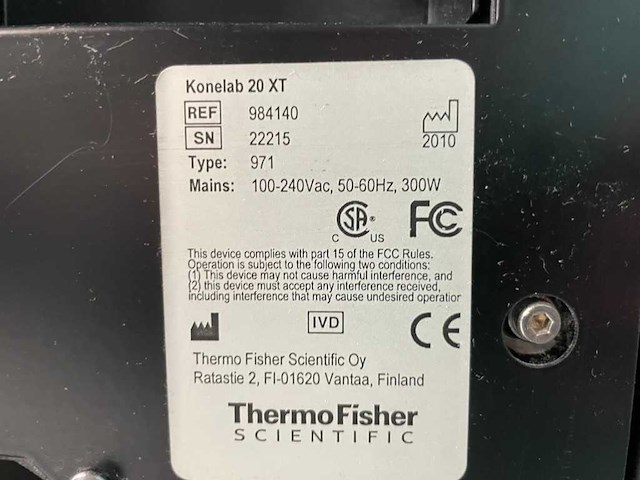 Konelab 20 XT
REF 984140
SN 22215
2010
Type: 971
Mains: 100-240Vac, 50-60Hz, 300W
C SA® US FC
This device complies with part 15 of the FCC Rules.
Operation is subject to the following two conditions:
(1) This device may not cause harmful interference, and
(2) this device must accept any interference received,
including interference that may cause undesired operatior
IVD CE
Thermo Fisher Scientific Oy
Ratastie 2, FI-01620 Vantaa, Finland
ThermoFisher
SCIENTIFIC